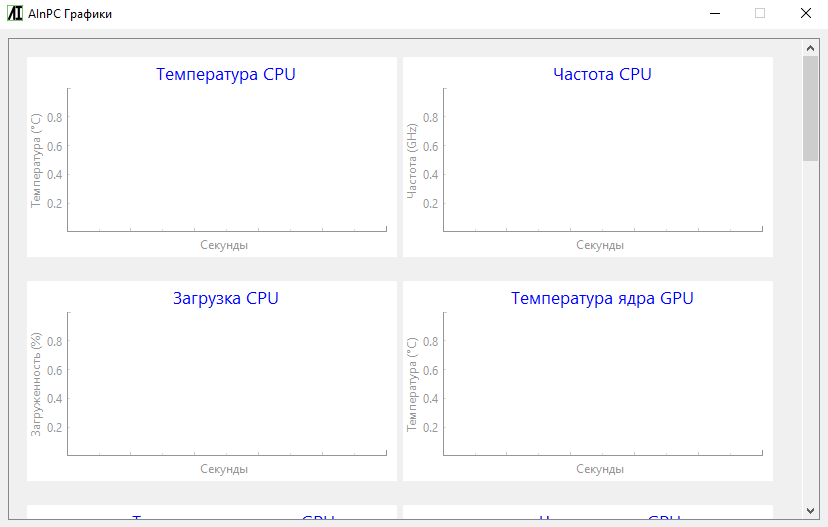 AInPC Графики
Температура CPU
Температура (°C)
0.8
0.6
0.4
0.2
Секунды
Частота CPU
Частота (GHz)
0.8
0.6
0.4
0.2
Секунды
Загрузка CPU
Загруженность (%)
0.8
0.6
0.4
0.2
Секунды
Температура ядра GPU
Температура (°C)
0.8
0.6
0.4
0.2
Секунды
GPU
GPU